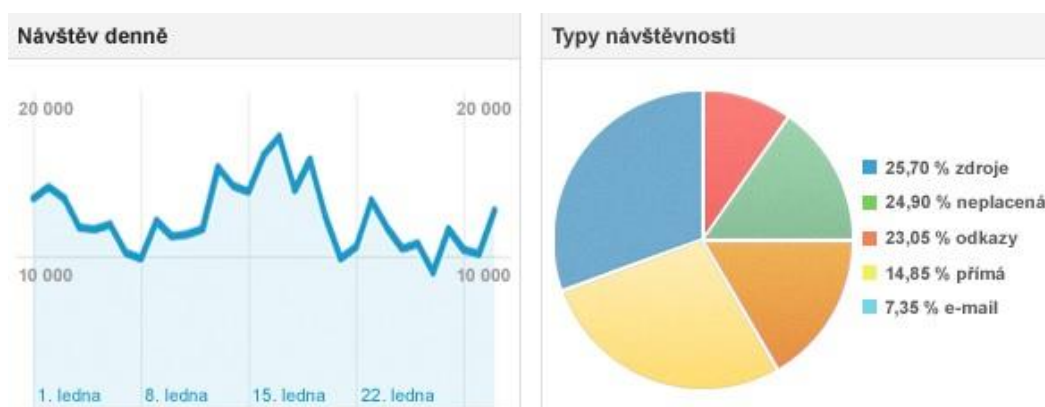 Návštěv denně
20 000
20 000
10 000
10 000
1. ledna
8. ledna
15. ledna
22. ledna
Typy návštěvnosti
25,70 % zdroje
24,90 % neplacená
23,05 % odkazy
14,85 % přímá
7,35 % e-mail